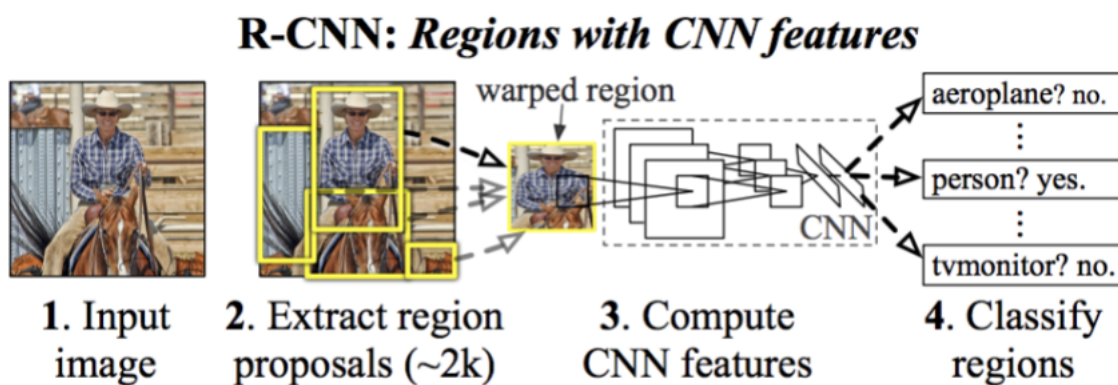 R-CNN: Regions with CNN features
warped region
aeroplane? no.
⋮
person? yes.
⋮
tvmonitor? no.
CNN
1. Input
image
2. Extract region
proposals (~2k)
3. Compute
CNN features
4. Classify
regions